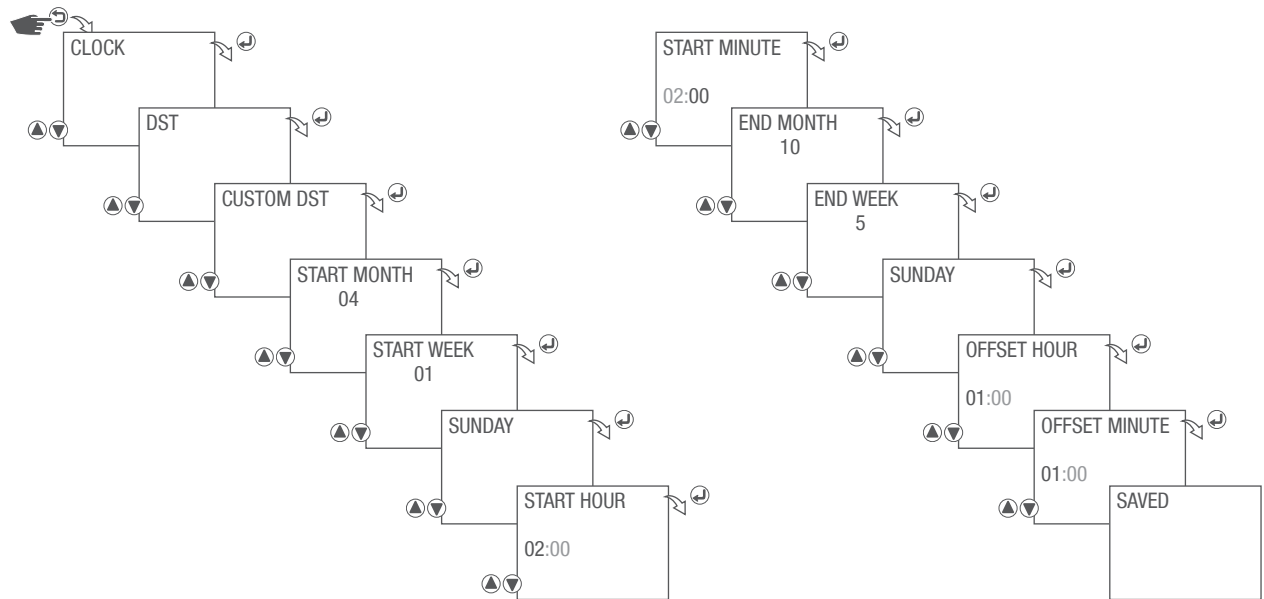 CLOCK
DST
CUSTOM DST
START MONTH
04
START WEEK
01
SUNDAY
START HOUR
02:00
START MINUTE
02:00
END MONTH
10
END WEEK
5
SUNDAY
OFFSET HOUR
01:00
OFFSET MINUTE
01:00
SAVED